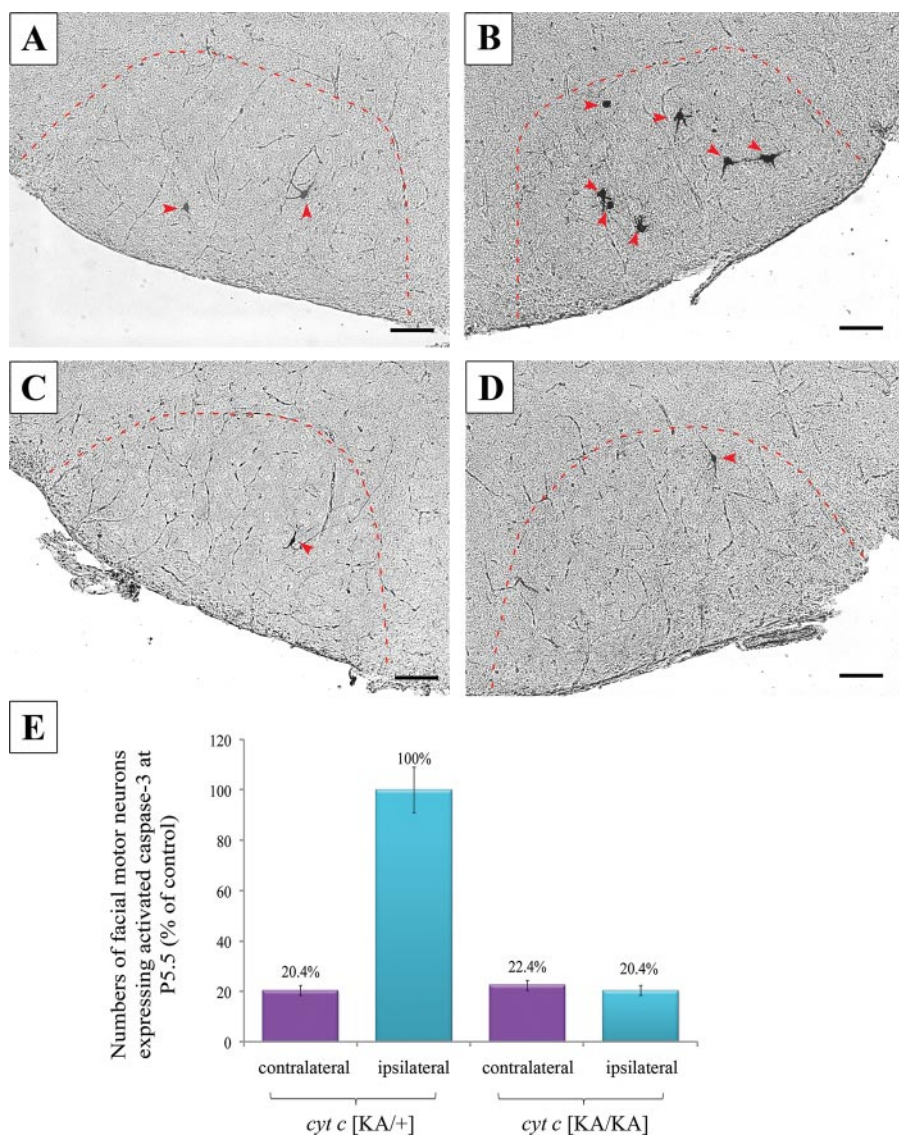 A
B
C
D
E
Numbers of facial motor neurons
expressing activated caspase-3 at
P5.5 (% of control)
120
100
80
60
40
20
0
20.4%
100%
22.4%
20.4%
contralateral
ipsilateral
contralateral
ipsilateral
cyt c [KA/+]
cyt c [KA/KA]